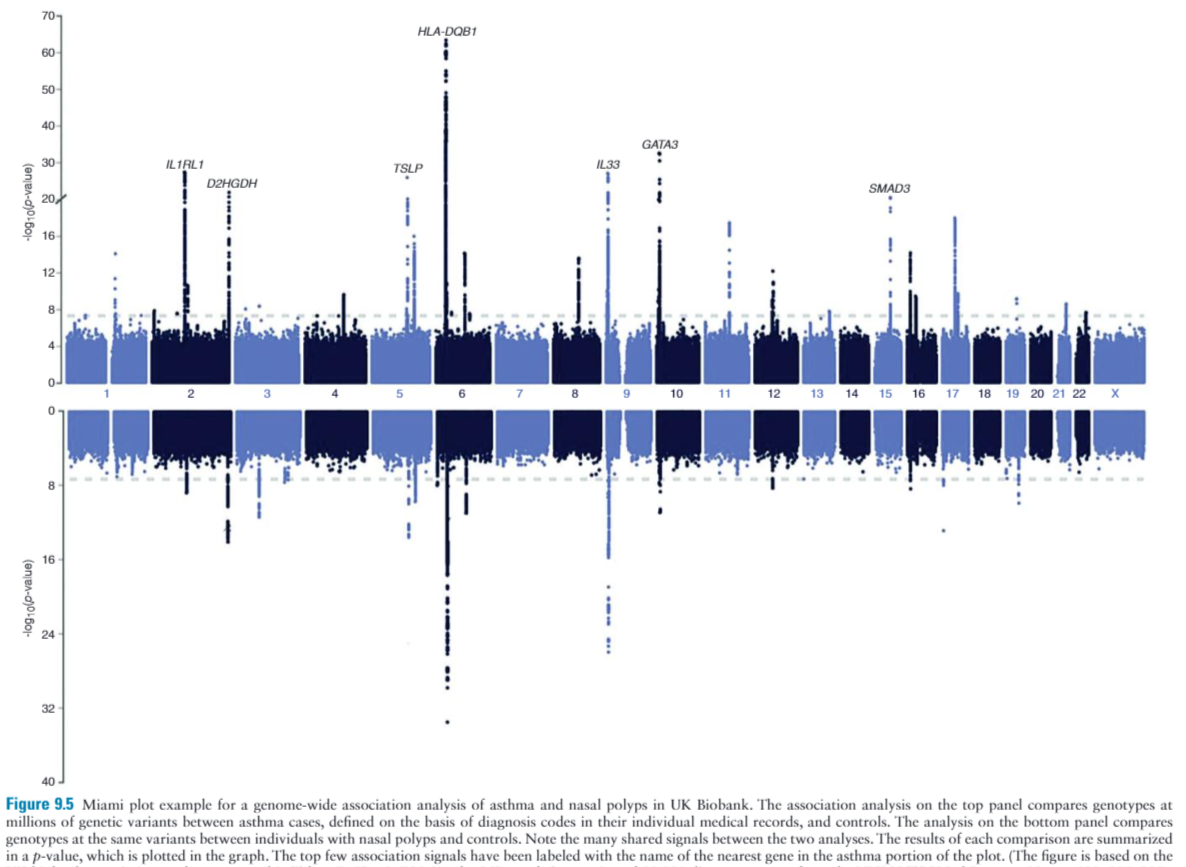 70
HLA-DQB1
60
50
40
GATA3
30
IL1RL1
TSLP
IL33
D2HGDH
SMAD3
20
-log10(p-value)
16
12
8
4
0
1 2 3 4 5 6 7 8 9 10 11 12 13 14 15 16 17 18 19 20 21 22 X
0
8
16
-log10(p-value)
24
32
40
Figure 9.5 Miami plot example for a genome-wide association analysis of asthma and nasal polyps in UK Biobank. The association analysis on the top panel compares genotypes at
millions of genetic variants between asthma cases, defined on the basis of diagnosis codes in their individual medical records, and controls. The analysis on the bottom panel compares
genotypes at the same variants between individuals with nasal polyps and controls. Note the many shared signals between the two analyses. The results of each comparison are summarized
in a p-value, which is plotted in the graph. The top few association signals have been labeled with the name of the nearest gene in the asthma portion of the plot. (The figure is based on the